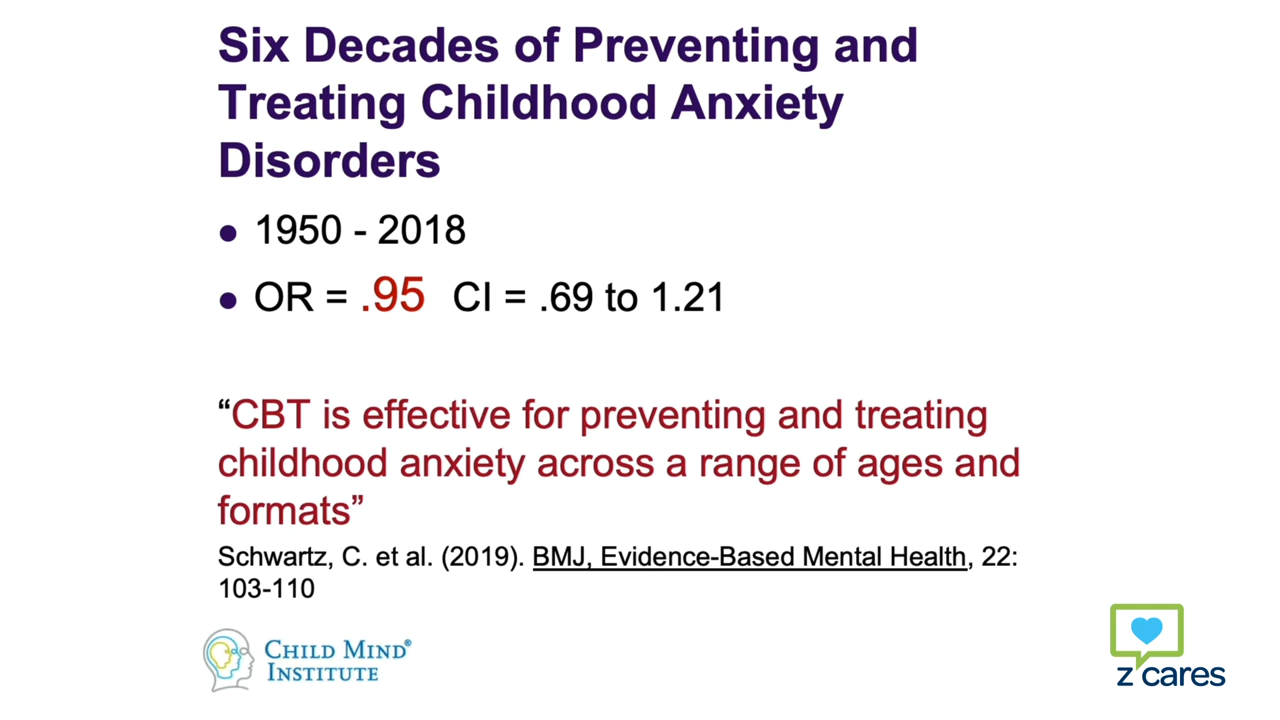 Six Decades of Preventing and
Treating Childhood Anxiety
Disorders
● 1950 - 2018
● OR = .95 CI = .69 to 1.21
“CBT is effective for preventing and treating
childhood anxiety across a range of ages and
formats”
Schwartz, C. et al. (2019). BMJ, Evidence-Based Mental Health, 22:
103-110
CHILD MIND®
INSTITUTE
z cares